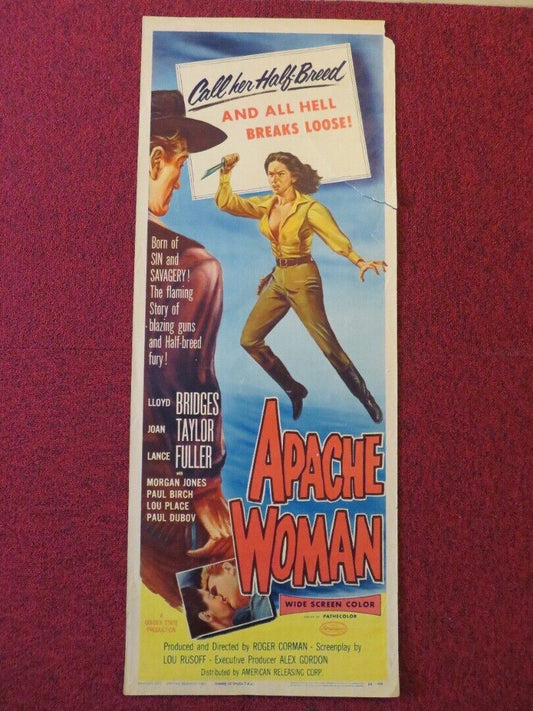 Call her Half-Breed
AND ALL HELL
BREAKS LOOSE!
Born of
SIN and
SAVAGERY!
The flaming
Story of
blazing guns
and Half-breed
fury!
LLOYD BRIDGES
JOAN TAYLOR
LANCE FULLER
with
MORGAN JONES
PAUL BIRCH
LOU PLACE
PAUL DUBOV
APACHE
WOMAN
WIDE SCREEN COLOR
COLOR BY PATHECOLOR
A
GOLDEN STATE
PRODUCTION
Produced and Directed by ROGER CORMAN - Screenplay by
LOU RUSOFF - Executive Producer ALEX GORDON
Distributed by AMERICAN RELEASING CORP.